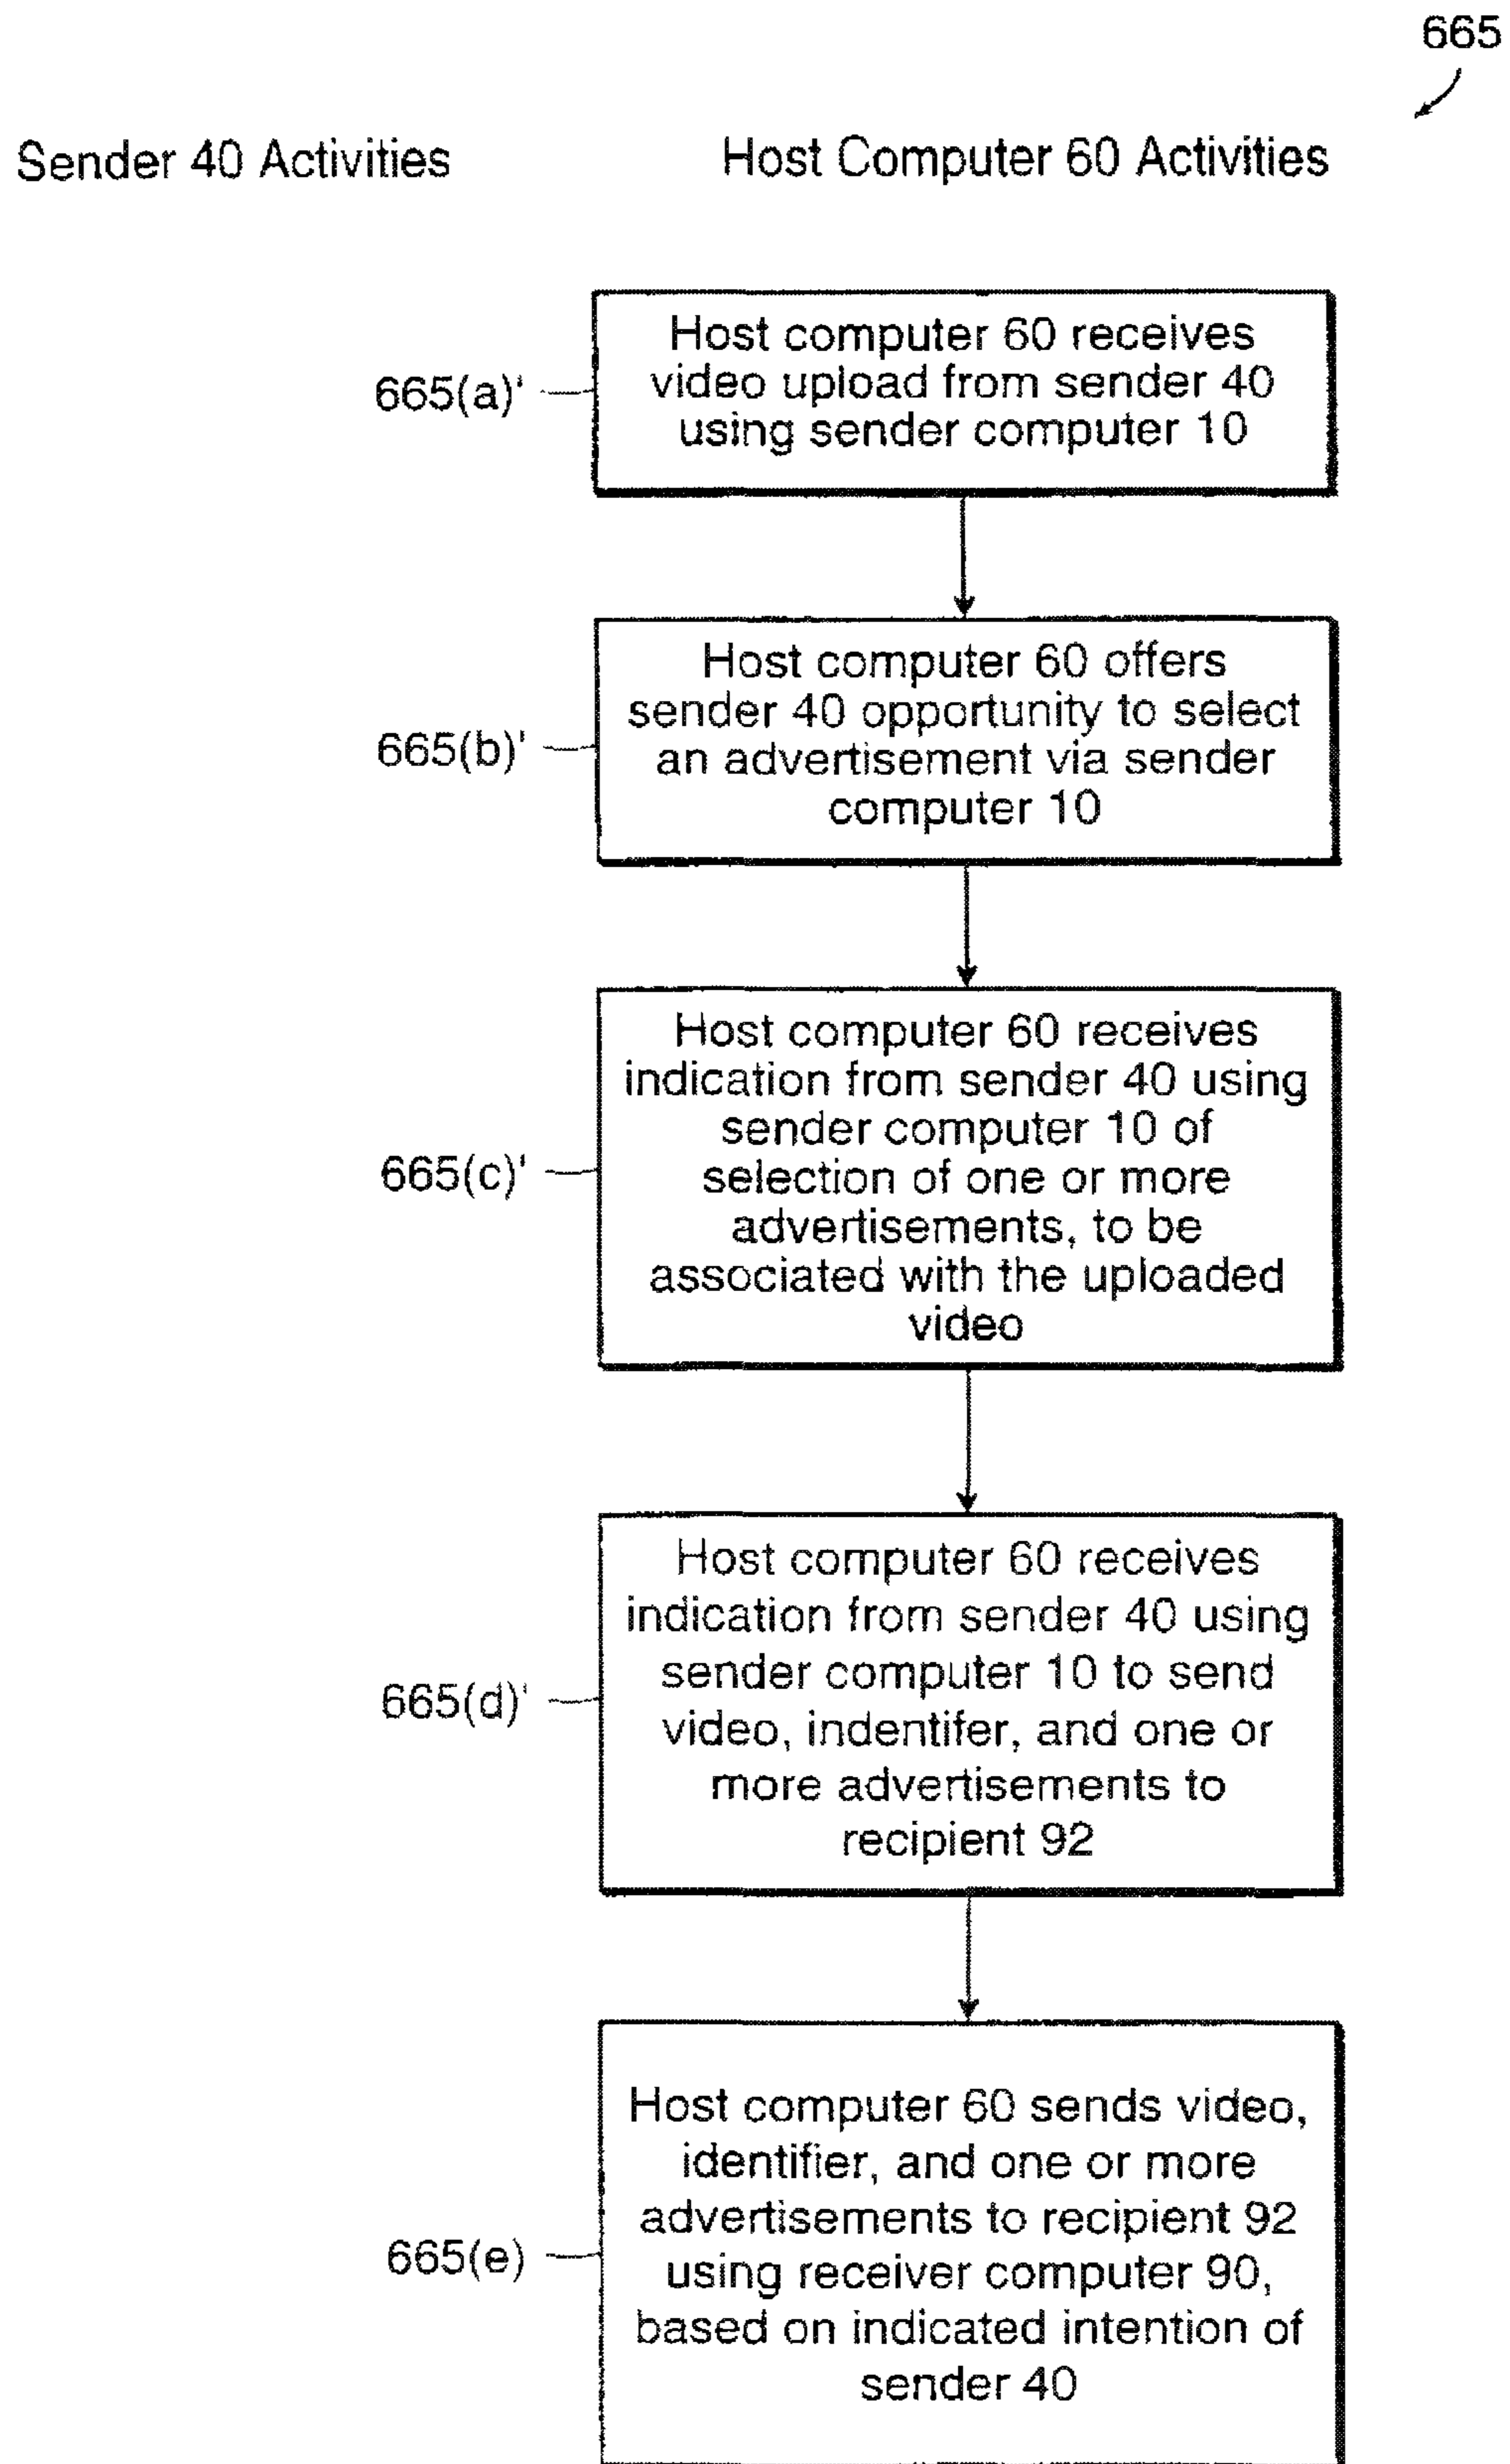 665
Sender 40 Activities
Host Computer 60 Activities
665(a)'
Host computer 60 receives
video upload from sender 40
using sender computer 10
665(b)'
Host computer 60 offers
sender 40 opportunity to select
an advertisement via sender
computer 10
665(c)'
Host computer 60 receives
indication from sender 40 using
sender computer 10 of
selection of one or more
advertisements, to be
associated with the uploaded
video
665(d)'
Host computer 60 receives
indication from sender 40 using
sender computer 10 to send
video, indentifer, and one or
more advertisements to
recipient 92
665(e)
Host computer 60 sends video,
identifier, and one or more
advertisements to recipient 92
using receiver computer 90,
based on indicated intention of
sender 40